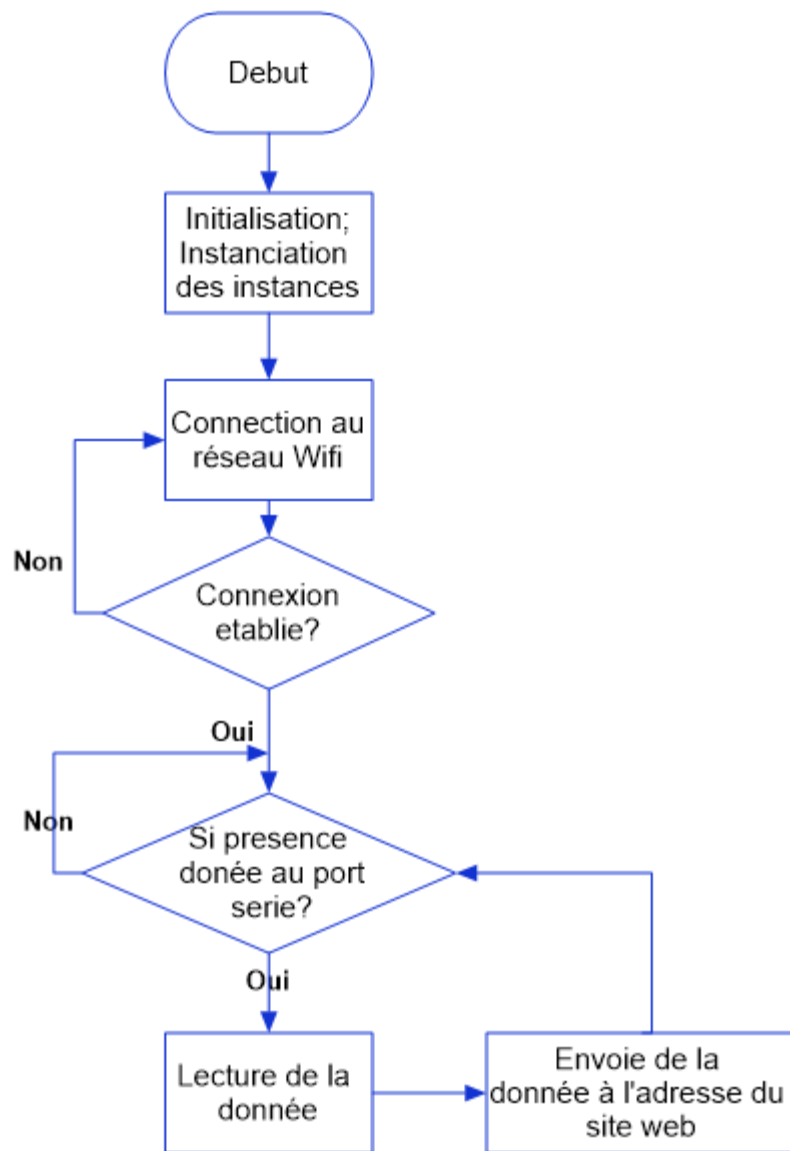 Debut
Initialisation;
Instanciation
des instances
Connection au
réseau Wifi
Non
Connexion
etablie?
Oui
Non
Si presence
donée au port
serie?
Oui
Lecture de la
donnée
Envoie de la
donnée à l'adresse du
site web